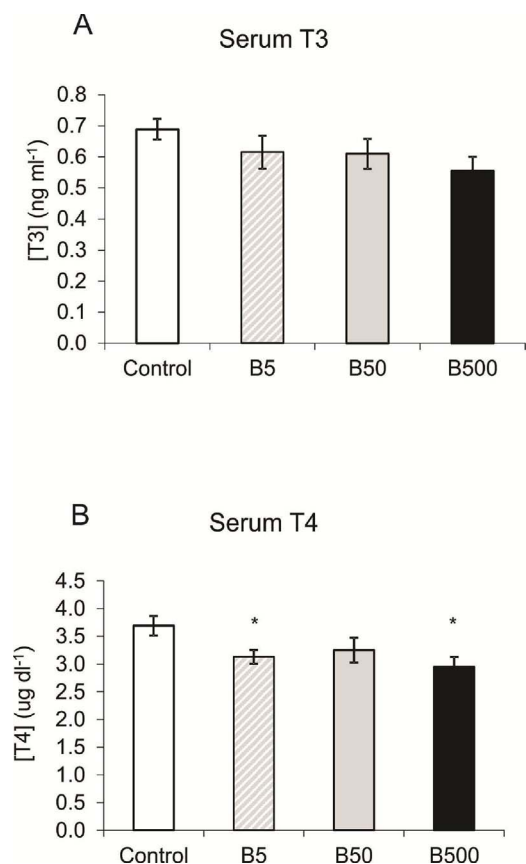 A
Serum T3
[T3] (ng ml-1)
0.8
0.7
0.6
0.5
0.4
0.3
0.2
0.1
0.0
Control B5 B50 B500
B
Serum T4
[T4] (ug dl-1)
4.5
4.0
3.5
3.0
2.5
2.0
1.5
1.0
0.5
0.0
* *
Control B5 B50 B500